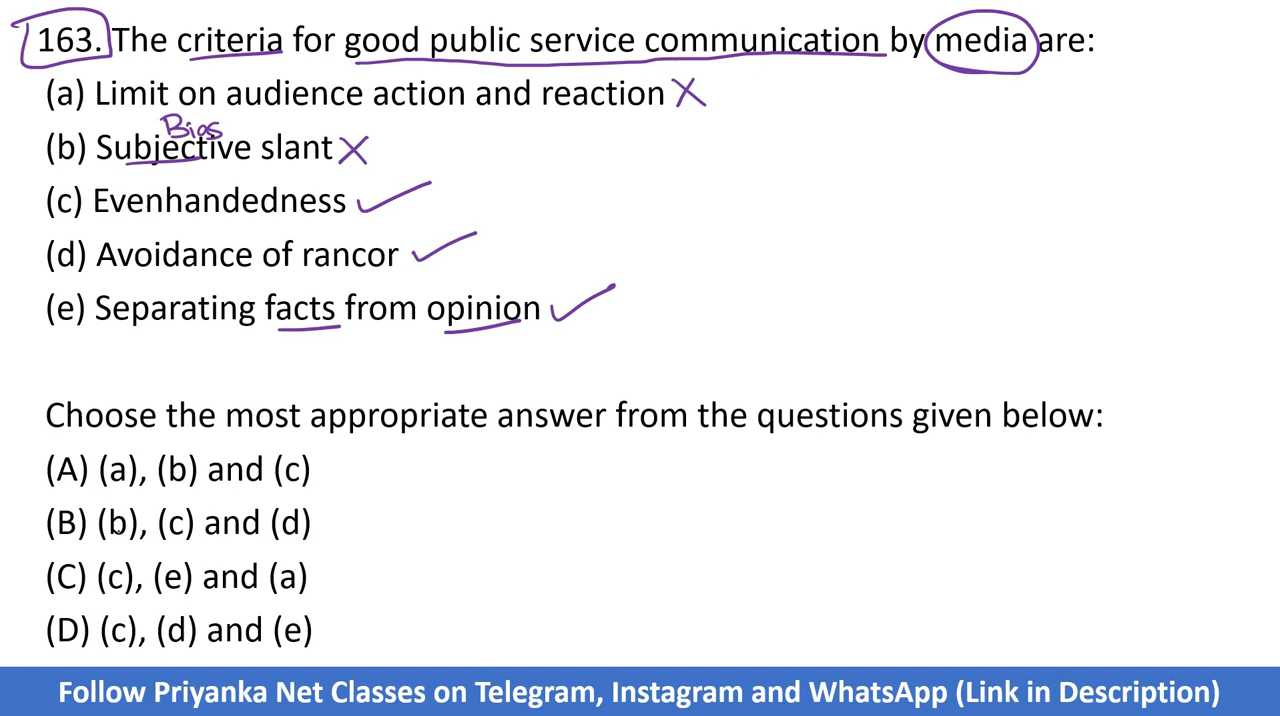 163. The criteria for good public service communication by media are:
(a) Limit on audience action and reaction
Bias
(b) Subjective slant
(c) Evenhandedness
(d) Avoidance of rancor
(e) Separating facts from opinion
Choose the most appropriate answer from the questions given below:
(A) (a), (b) and (c)
(B) (b), (c) and (d)
(C) (c), (e) and (a)
(D) (c), (d) and (e)
Follow Priyanka Net Classes on Telegram, Instagram and WhatsApp (Link in Description)